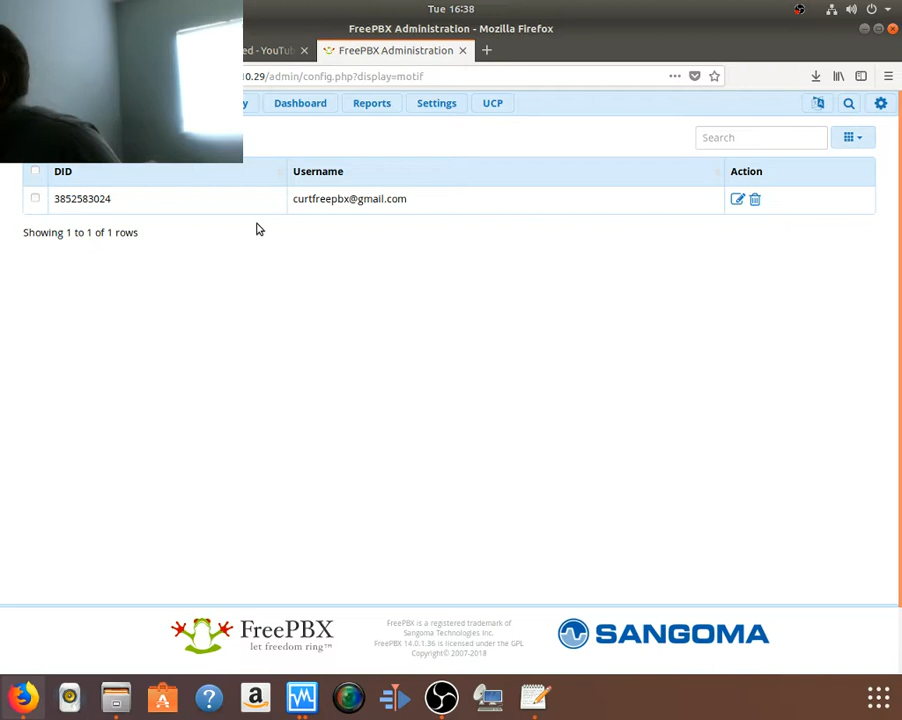 Tue 16:38
FreePBX Administration - Mozilla Firefox
ed - YouTub
FreePBX Administration
10.29/admin/config.php?display=motif
y Dashboard Reports Settings UCP
Search
DID Username Action
3852583024 curtfreepbx@gmail.com
Showing 1 to 1 of 1 rows
FreePBX
let freedom ring™
FreePBX is a registered trademark of
Sangoma Technologies Inc.
FreePBX 14.0.1.36 is licensed under the GPL
Copyright© 2007-2018
SANGOMA